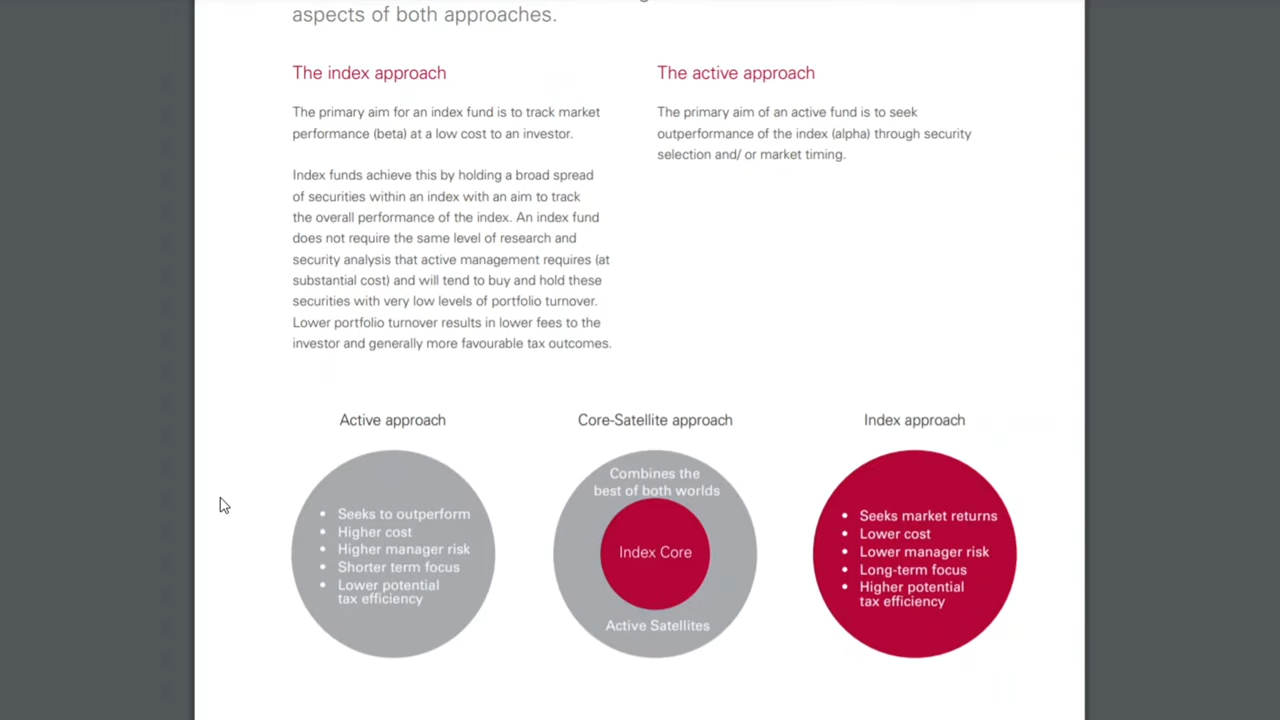 aspects of both approaches.
The index approach
The primary aim for an index fund is to track market
performance (beta) at a low cost to an investor.
Index funds achieve this by holding a broad spread
of securities within an index with an aim to track
the overall performance of the index. An index fund
does not require the same level of research and
security analysis that active management requires (at
substantial cost) and will tend to buy and hold these
securities with very low levels of portfolio turnover.
Lower portfolio turnover results in lower fees to the
investor and generally more favourable tax outcomes.
The active approach
The primary aim of an active fund is to seek
outperformance of the index (alpha) through security
selection and/ or market timing.
Active approach
• Seeks to outperform
• Higher cost
• Higher manager risk
• Shorter term focus
• Lower potential
tax efficiency
Core-Satellite approach
Combines the
best of both worlds
Index Core
Active Satellites
Index approach
• Seeks market returns
• Lower cost
• Lower manager risk
• Long-term focus
• Higher potential
tax efficiency